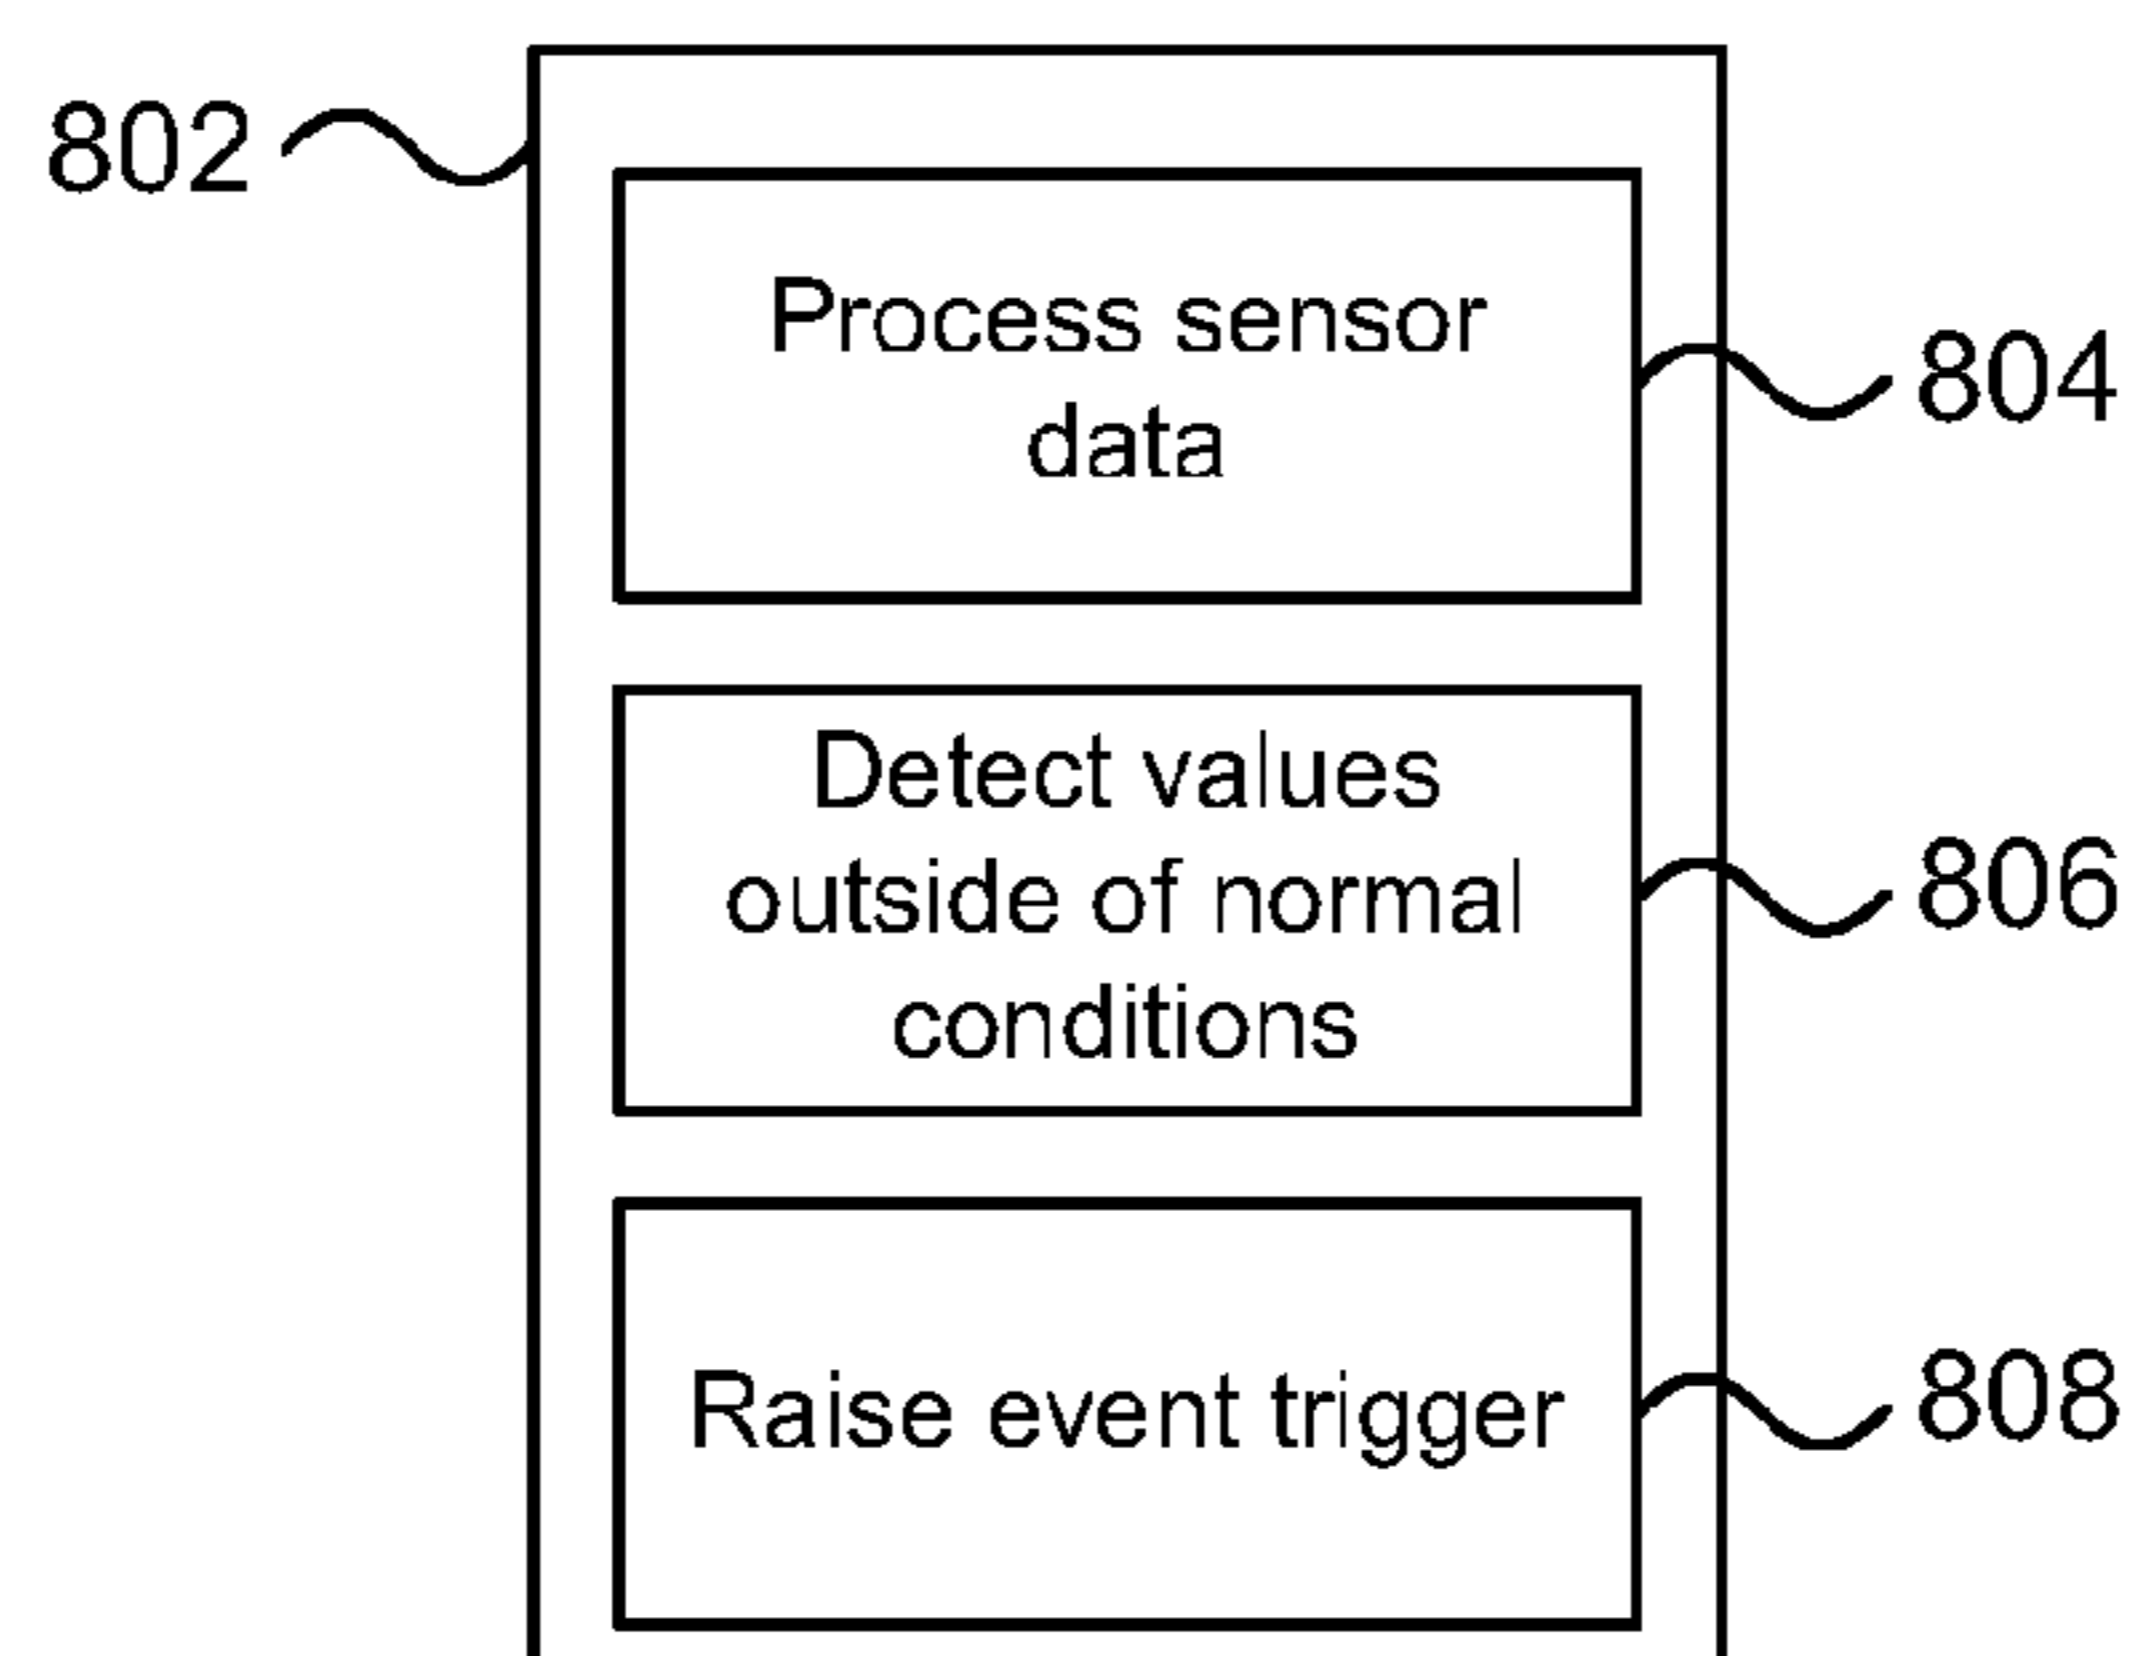 802
Process sensor
data
804
Detect values
outside of normal
conditions
806
Raise event trigger
808